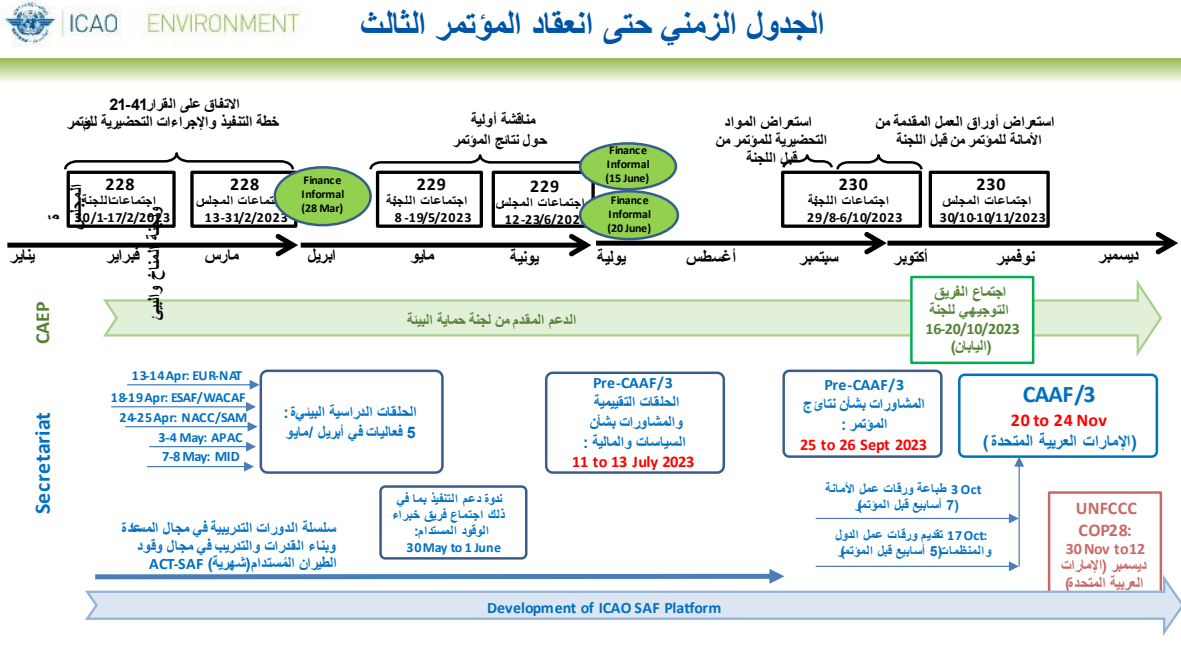 ICAO ENVIRONMENT
الجدول الزمني حتى انعقاد المؤتمر الثالث
الاتفاق على القرار 21-41
خطة التنفيذ والإجراءات التحضيرية للمؤتمر
مناقشة أولية
حول نتائج المؤتمر
استعراض المواد
التحضيرية للمؤتمر من
قبل اللجنة
استعراض أوراق العمل المقدمة من
الأمانة للمؤتمر من قبل اللجنة
المجلس
228
اجتماعات اللجنة
0/1-17/2/2023
228
اجتماعات المجلس
13-31/2/2023
Finance
Informal
(28 Mar)
229
اجتماعات اللجنة
8 -19/5/2023
229
اجتماعات المجلس
12-23/6/202
Finance
Informal
(15 June)
Finance
Informal
(20 June)
230
اجتماعات اللجنة
29/8-6/10/2023
230
اجتماعات المجلس
30/10-10/11/2023
يناير
فبراير
مارس
ابريل
مايو
يونية
يولية
أغسطس
سبتمبر
أكتوبر
نوفمبر
ديسمبر
لجنة المناخ والبيئ
CAEP
الدعم المقدم من لجنة حماية البيئة
اجتماع الفريق
التوجيهي للجنة
16-20/10/2023
(اليابان)
Secretariat
13-14 Apr: EUR-NAT
18-19 Apr: ESAF/WACAF
24-25 Apr: NACC/SAM
3-4 May: APAC
7-8 May: MID
الحلقات الدراسية البيئية :
5 فعاليات في أبريل /مايو
Pre-CAAF/3
الحلقات التقييمية
والمشاورات بشأن
السياسات والمالية :
11 to 13 July 2023
Pre-CAAF/3
المشاورات بشأن نتائج
المؤتمر :
25 to 26 Sept 2023
CAAF/3
20 to 24 Nov
(الإمارات العربية المتحدة )
ندوة دعم التنفيذ بما في
ذلك اجتماع فريق خبراء
الوقود المستدام:
30 May to 1 June
3 Oct طباعة ورقات عمل الأمانة
(7 أسابيع قبل المؤتمر)
17 Oct: تقديم ورقات عمل الدول
والمنظمات (5 أسابيع قبل المؤتمر)
سلسلة الدورات التدريبية في مجال المساعدة
وبناء القدرات والتدريب في مجال وقود
الطيران المُستدام (شهرية) ACT-SAF
UNFCCC
COP28:
30 Nov to12
ديسمبر (الإمارات
العربية المتحدة)
Development of ICAO SAF Platform